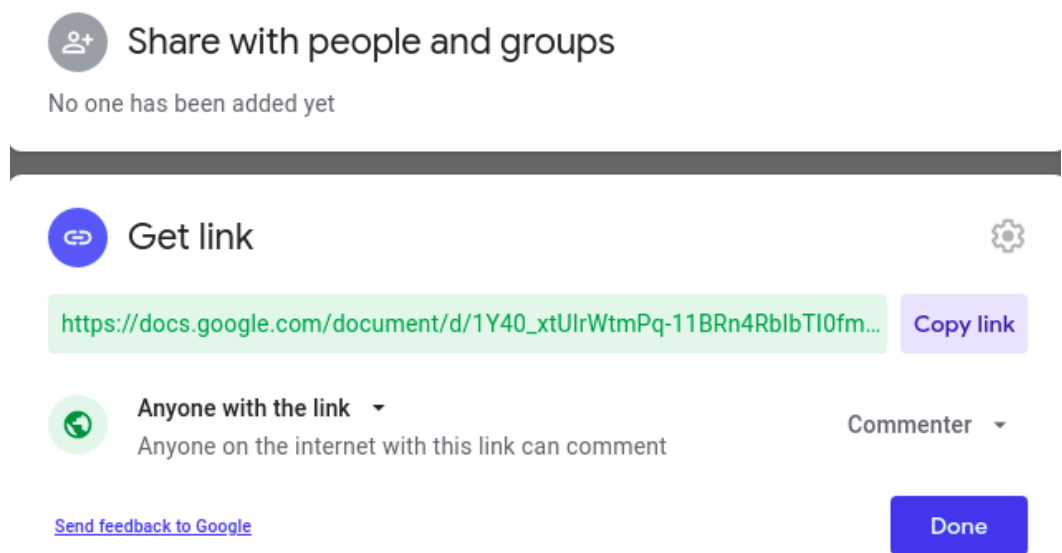 Share with people and groups
No one has been added yet
Get link
https://docs.google.com/document/d/1Y40_xtUIrWtmPq-11BRn4RbIbTI0fm...
Copy link
Anyone with the link
Anyone on the internet with this link can comment
Commenter
Send feedback to Google
Done